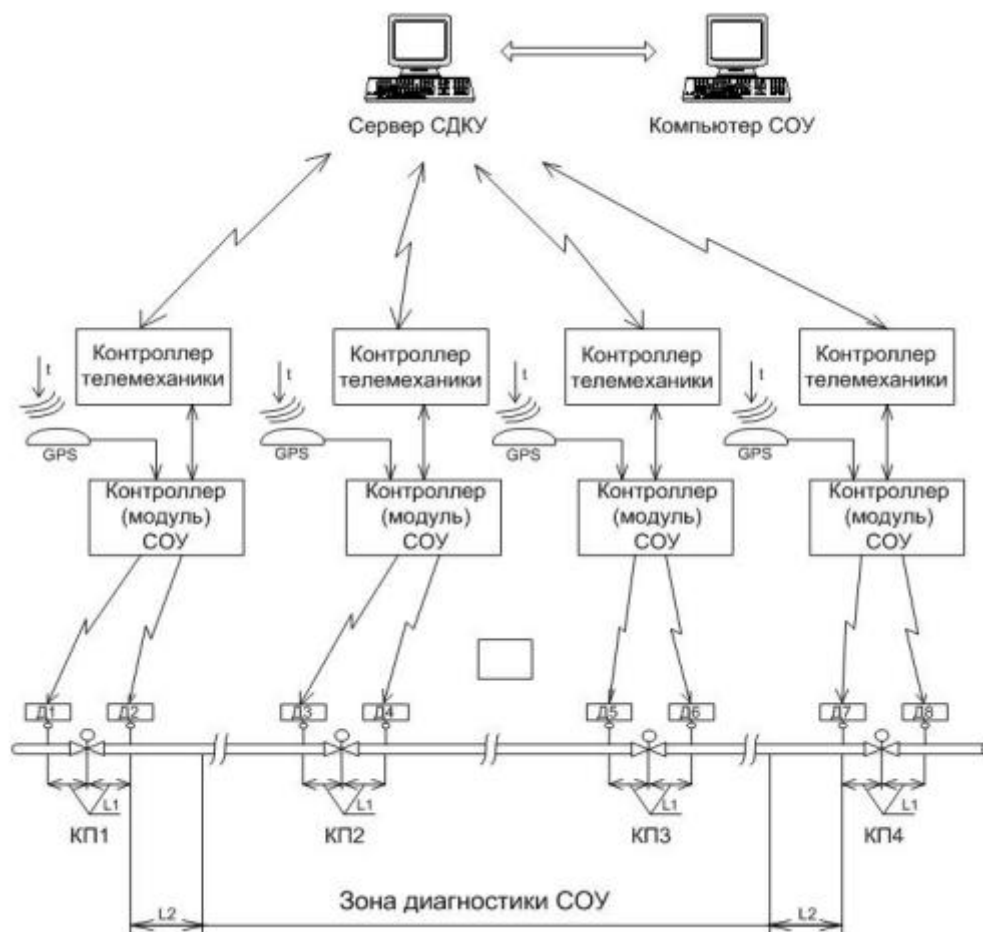 Сервер СДКУ
Компьютер СОУ
Контроллер
телемеханики
Контроллер
телемеханики
Контроллер
телемеханики
Контроллер
телемеханики
t
t
t
t
GPS
GPS
GPS
GPS
Контроллер
(модуль)
СОУ
Контроллер
(модуль)
СОУ
Контроллер
(модуль)
СОУ
Контроллер
(модуль)
СОУ
Д1
Д2
Д3
Д4
Д5
Д6
Д7
Д8
L1
L1
L1
L1
КП1
КП2
КП3
КП4
Зона диагностики СОУ
L2
L2